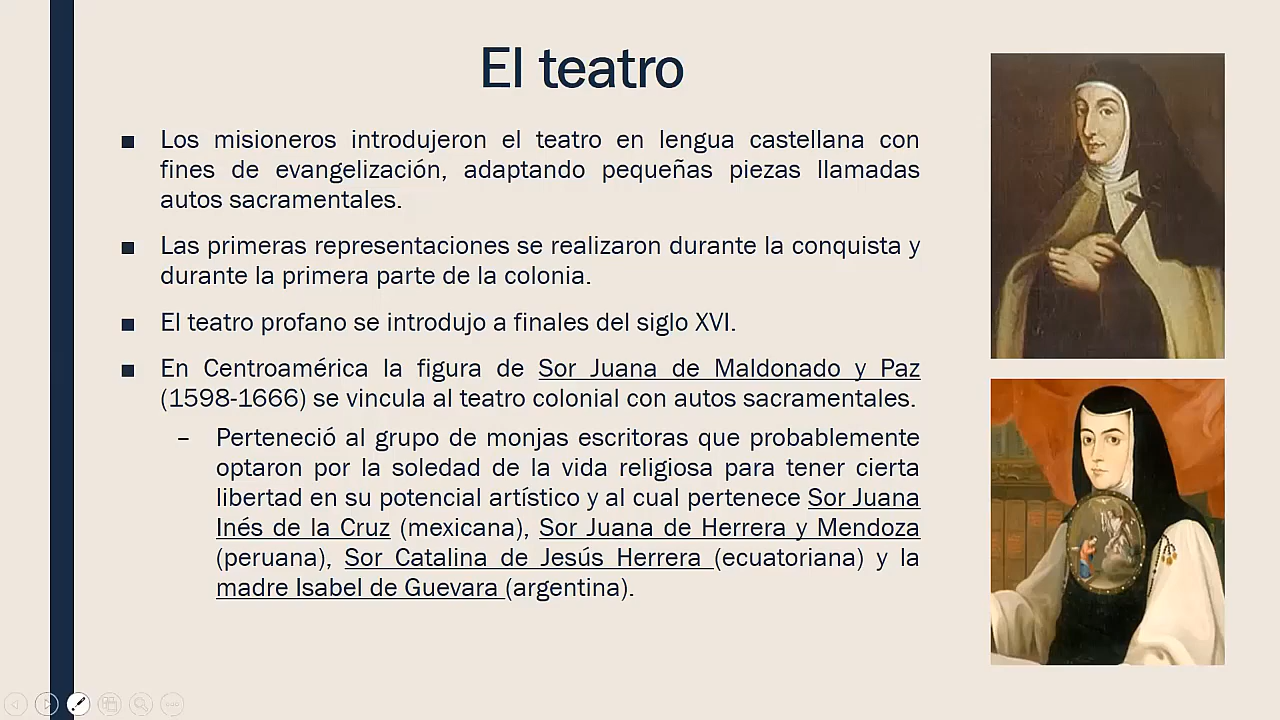 El teatro
■ Los misioneros introdujeron el teatro en lengua castellana con
fines de evangelización, adaptando pequeñas piezas llamadas
autos sacramentales.
■ Las primeras representaciones se realizaron durante la conquista y
durante la primera parte de la colonia.
■ El teatro profano se introdujo a finales del siglo XVI.
■ En Centroamérica la figura de Sor Juana de Maldonado y Paz
(1598-1666) se vincula al teatro colonial con autos sacramentales.
– Perteneció al grupo de monjas escritoras que probablemente
optaron por la soledad de la vida religiosa para tener cierta
libertad en su potencial artístico y al cual pertenece Sor Juana
Inés de la Cruz (mexicana), Sor Juana de Herrera y Mendoza
(peruana), Sor Catalina de Jesús Herrera (ecuatoriana) y la
madre Isabel de Guevara (argentina).